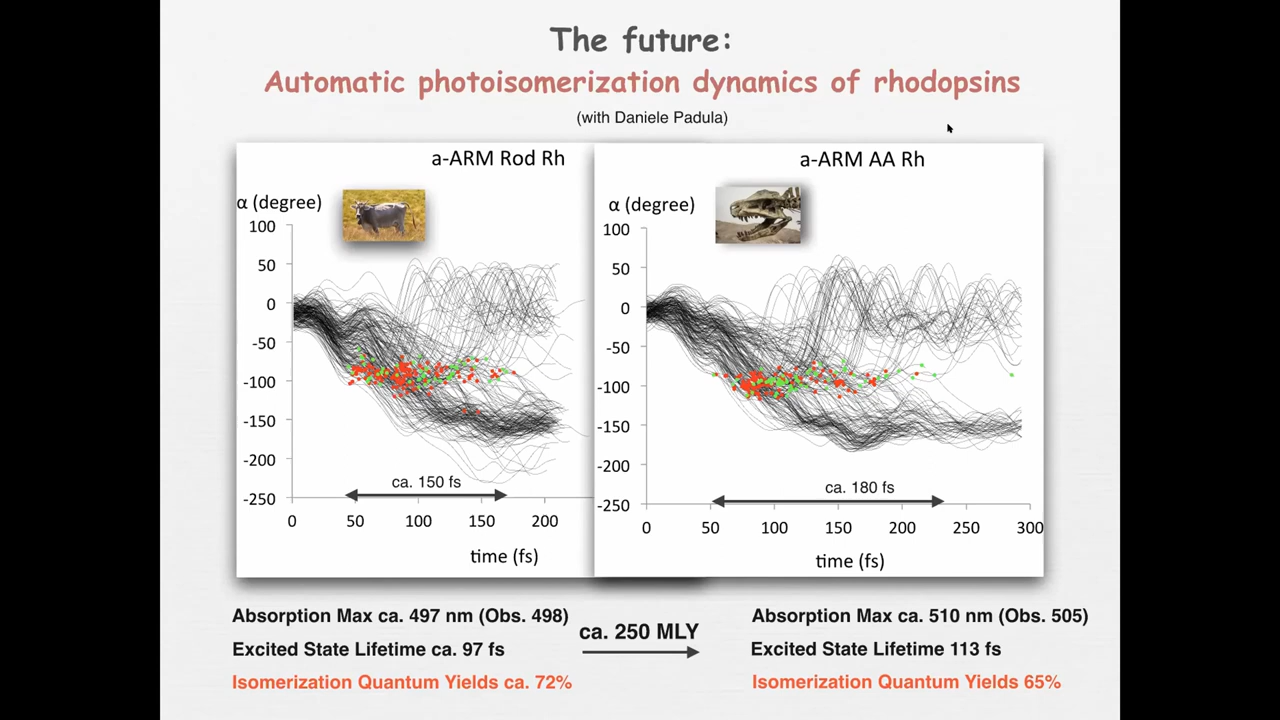 The future:
Automatic photoisomerization dynamics of rhodopsins
(with Daniele Padula)
a-ARM Rod Rh
α (degree)
100
50
0
-50
-100
-150
-200
-250
ca. 150 fs
0 50 100 150 200
time (fs)
a-ARM AA Rh
α (degree)
100
50
0
-50
-100
-150
-200
-250
ca. 180 fs
0 50 100 150 200 250 300
time (fs)
Absorption Max ca. 497 nm (Obs. 498)
Excited State Lifetime ca. 97 fs
Isomerization Quantum Yields ca. 72%
ca. 250 MLY
Absorption Max ca. 510 nm (Obs. 505)
Excited State Lifetime 113 fs
Isomerization Quantum Yields 65%